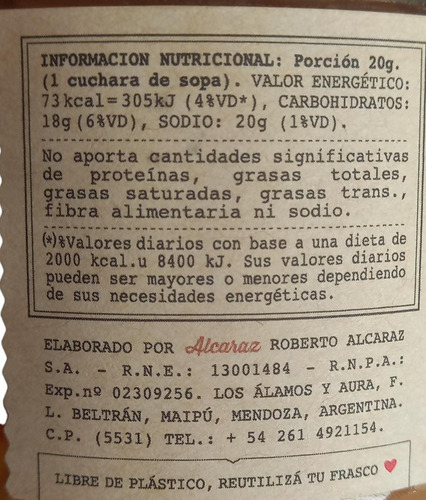 INFORMACION NUTRICIONAL: Porción 20g.
(1 cuchara de sopa). VALOR ENERGÉTICO:
73kcal=305kJ (4%VD*), CARBOHIDRATOS:
18g (6%VD), SODIO: 20g (1%VD).
No aporta cantidades significativas
de proteínas, grasas totales,
grasas saturadas, grasas trans.,
fibra alimentaria ni sodio.
(*)%Valores diarios con base a una dieta de
2000 kcal.u 8400 kJ. Sus valores diarios
pueden ser mayores o menores dependiendo
de sus necesidades energéticas.
ELABORADO POR Alcaraz ROBERTO ALCARAZ
S.A. - R.N.E.: 13001484 - R.N.P.A.:
Exp.nº 02309256. LOS ÁLAMOS Y AURA, F.
L. BELTRÁN, MAIPÚ, MENDOZA, ARGENTINA.
C.P. (5531) TEL.: + 54 261 4921154.
LIBRE DE PLÁSTICO, REUTILIZÁ TU FRASCO ♥